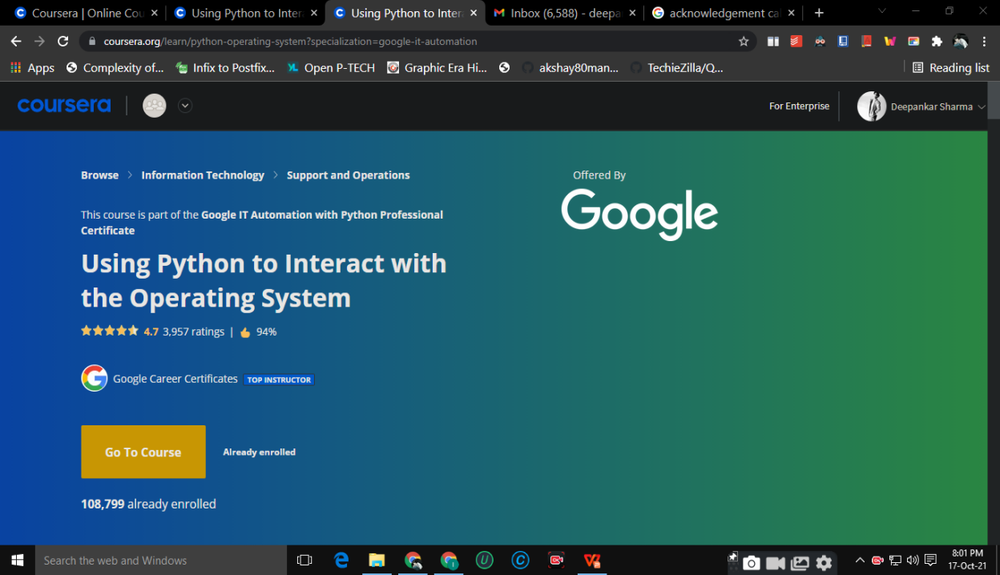 Coursera | Online Cou
Using Python to Inter
Using Python to Inter
Inbox (6,588) - deepa
acknowledgement ca
coursera.org/learn/python-operating-system?specialization=google-it-automation
Apps
Complexity of...
Infix to Postfix...
Open P-TECH
Graphic Era Hi...
akshay80man...
TechieZilla/Q...
Reading list
coursera
For Enterprise
Deepankar Sharma
Browse > Information Technology > Support and Operations
Offered By
Google
This course is part of the Google IT Automation with Python Professional
Certificate
Using Python to Interact with
the Operating System
4.7 3,957 ratings | 94%
Google Career Certificates TOP INSTRUCTOR
Go To Course
Already enrolled
108,799 already enrolled
Search the web and Windows
8:01 PM
17-Oct-21